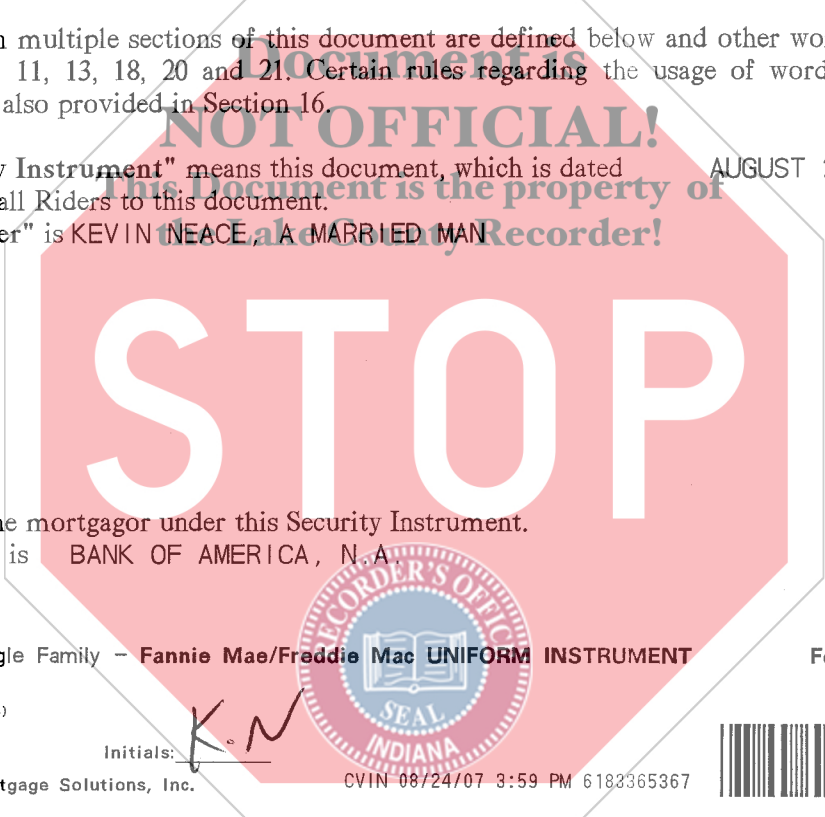 multiple sections of this document are defined below and other
Document is
11, 13, 18, 20 and 21. Certain rules regarding the usage of
also provided in Section 16.
NOT OFFICIAL!
Instrument" means this document, which is dated AUGUST
This Document is the property of
all Riders to this document.
is KEVIN NEACE, A MARRIED MAN
the Lake County Recorder!
STOP
mortgagor under this Security Instrument.
is BANK OF AMERICA, N.A.
RECORDER'S OFFICE
Family - Fannie Mae/Freddie Mac UNIFORM INSTRUMENT
SEAL
INDIANA
Initials: K.N
Solutions, Inc. CVIN 08/24/07 3:59 PM 6183365367